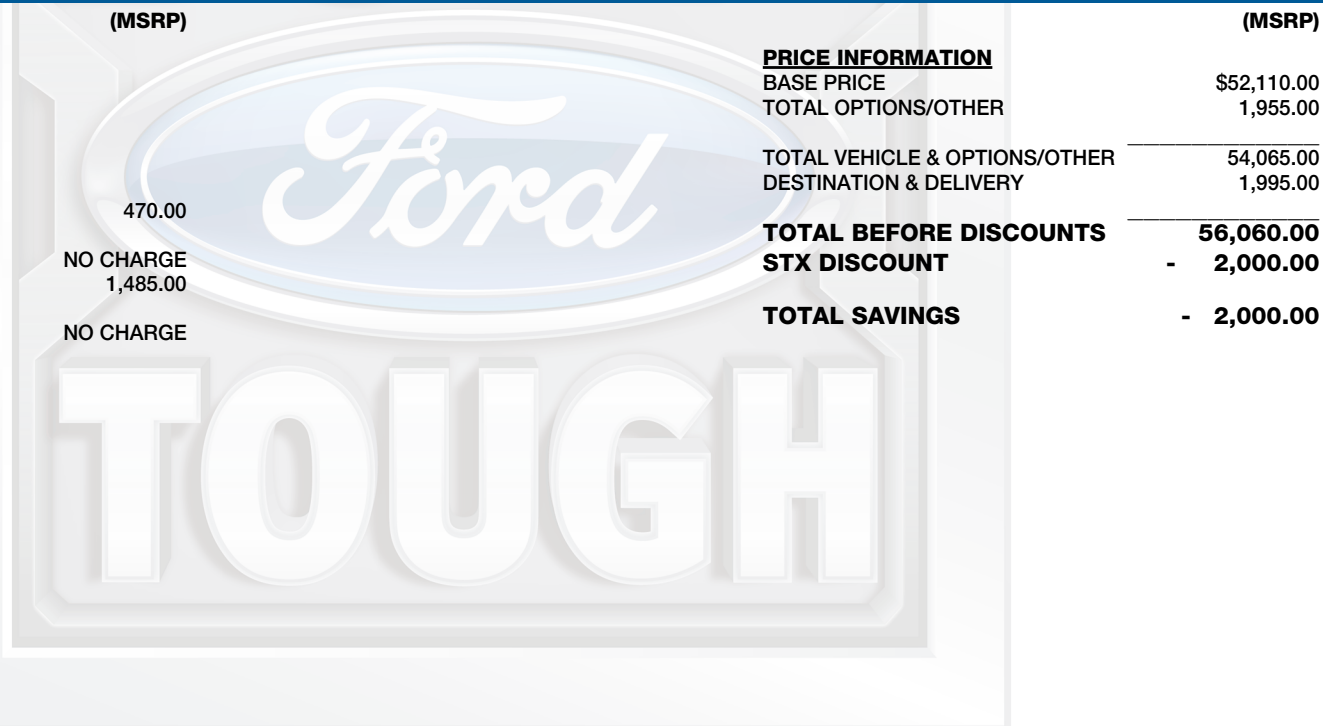 (MSRP)
470.00
NO CHARGE
1,485.00
NO CHARGE
(MSRP)
PRICE INFORMATION
BASE PRICE $52,110.00
TOTAL OPTIONS/OTHER 1,955.00
TOTAL VEHICLE & OPTIONS/OTHER 54,065.00
DESTINATION & DELIVERY 1,995.00
TOTAL BEFORE DISCOUNTS 56,060.00
STX DISCOUNT - 2,000.00
TOTAL SAVINGS - 2,000.00
Ford
TOUGH